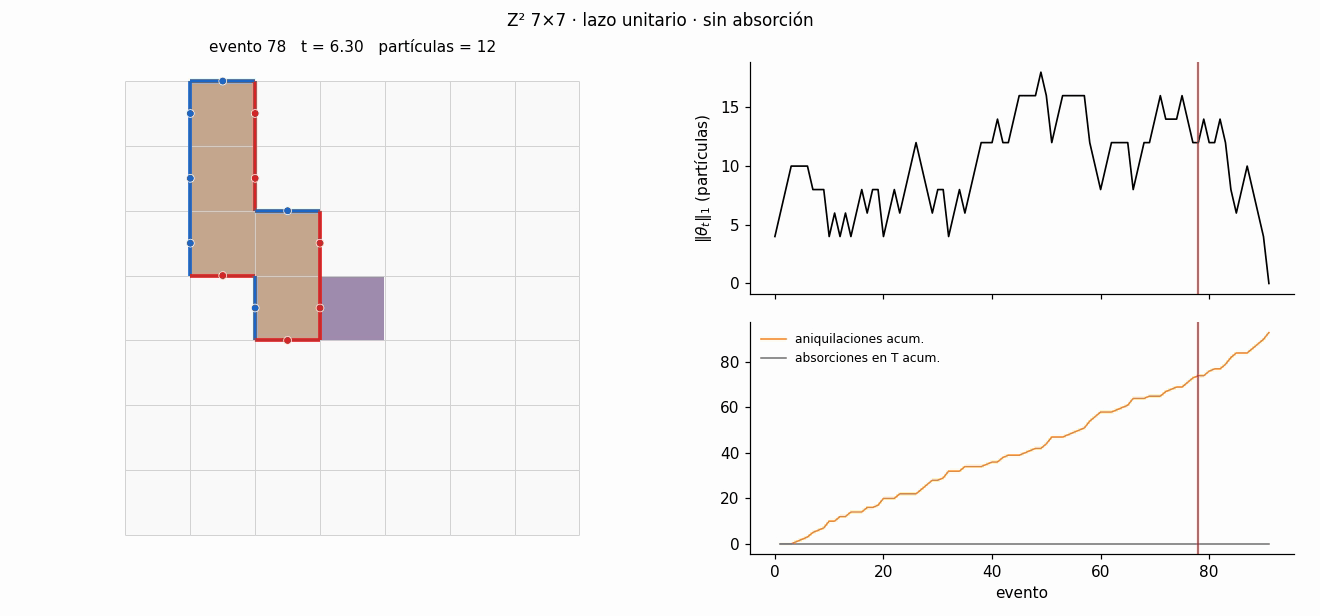 Z² 7×7 · lazo unitario · sin absorción
evento 78   t = 6.30   partículas = 12
‖θₜ‖₁ (partículas)
15
10
5
0
aniquilaciones acum.
absorciones en T acum.
80
60
40
20
0
0 20 40 60 80
evento